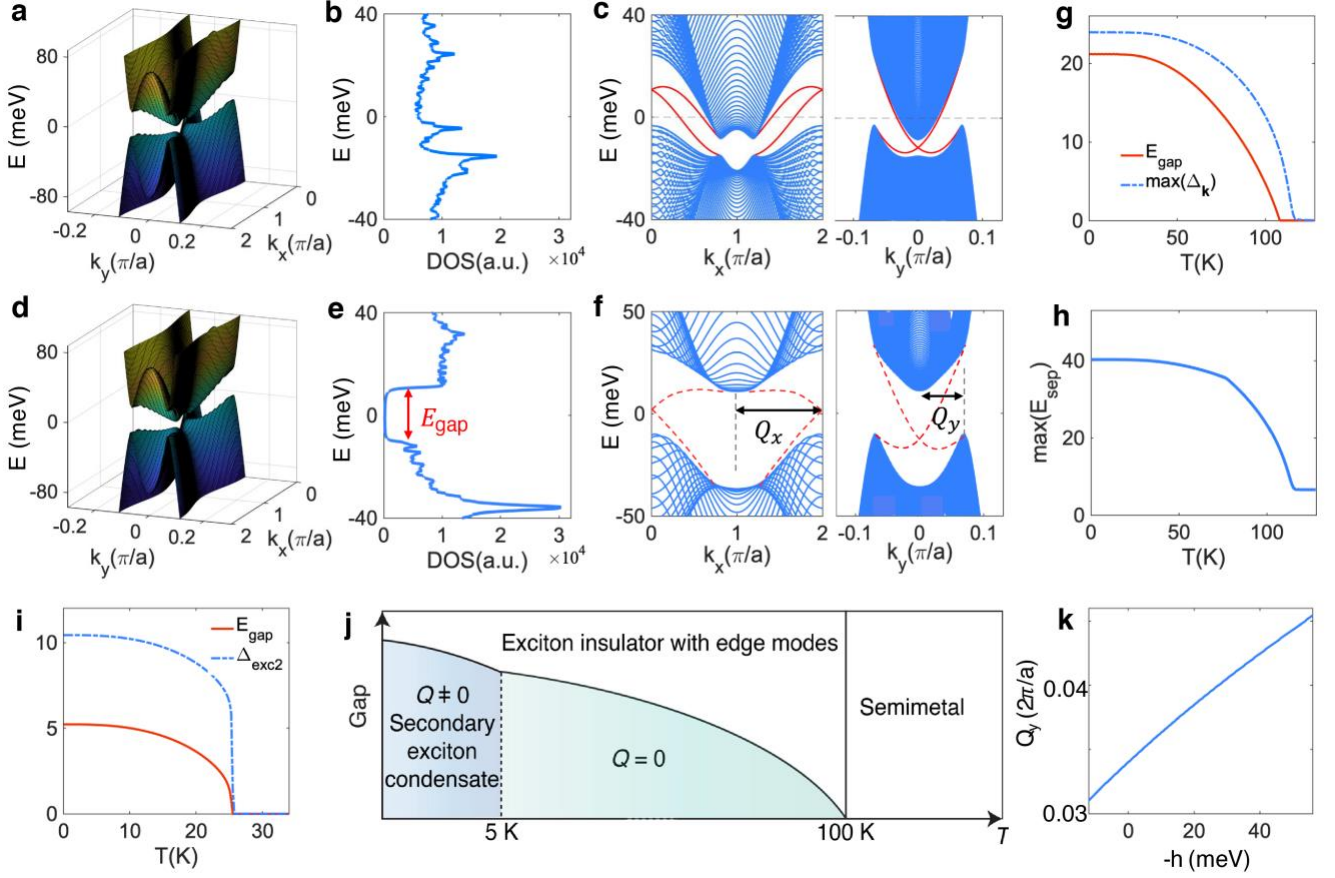 a
E (meV)
80
0
-80
-0.2
0
0.2
k_y(π/a)
2
1
0
k_x(π/a)
b
E (meV)
40
0
-40
0
1
2
3
DOS(a.u.)
×10⁴
c
E (meV)
40
0
-40
0
1
2
k_x(π/a)
-0.1
0
0.1
k_y(π/a)
g
20
10
0
E_gap
max(Δ_k)
0
50
100
T(K)
d
E (meV)
80
0
-80
-0.2
0
0.2
k_y(π/a)
2
1
0
k_x(π/a)
e
E (meV)
40
0
-40
E_gap
0
1
2
3
DOS(a.u.)
×10⁴
f
E (meV)
50
0
-50
Q_x
0
1
2
k_x(π/a)
Q_y
-0.1
0
0.1
k_y(π/a)
h
max(E_sep)
40
20
0
0
50
100
T(K)
i
10
5
0
E_gap
Δ_exc2
0
10
20
30
T(K)
j
Gap
Exciton insulator with edge modes
Q ≠ 0
Secondary
exciton
condensate
Q = 0
Semimetal
5 K
100 K
T
k
Q_y (2π/a)
0.04
0.03
0
20
40
-h (meV)